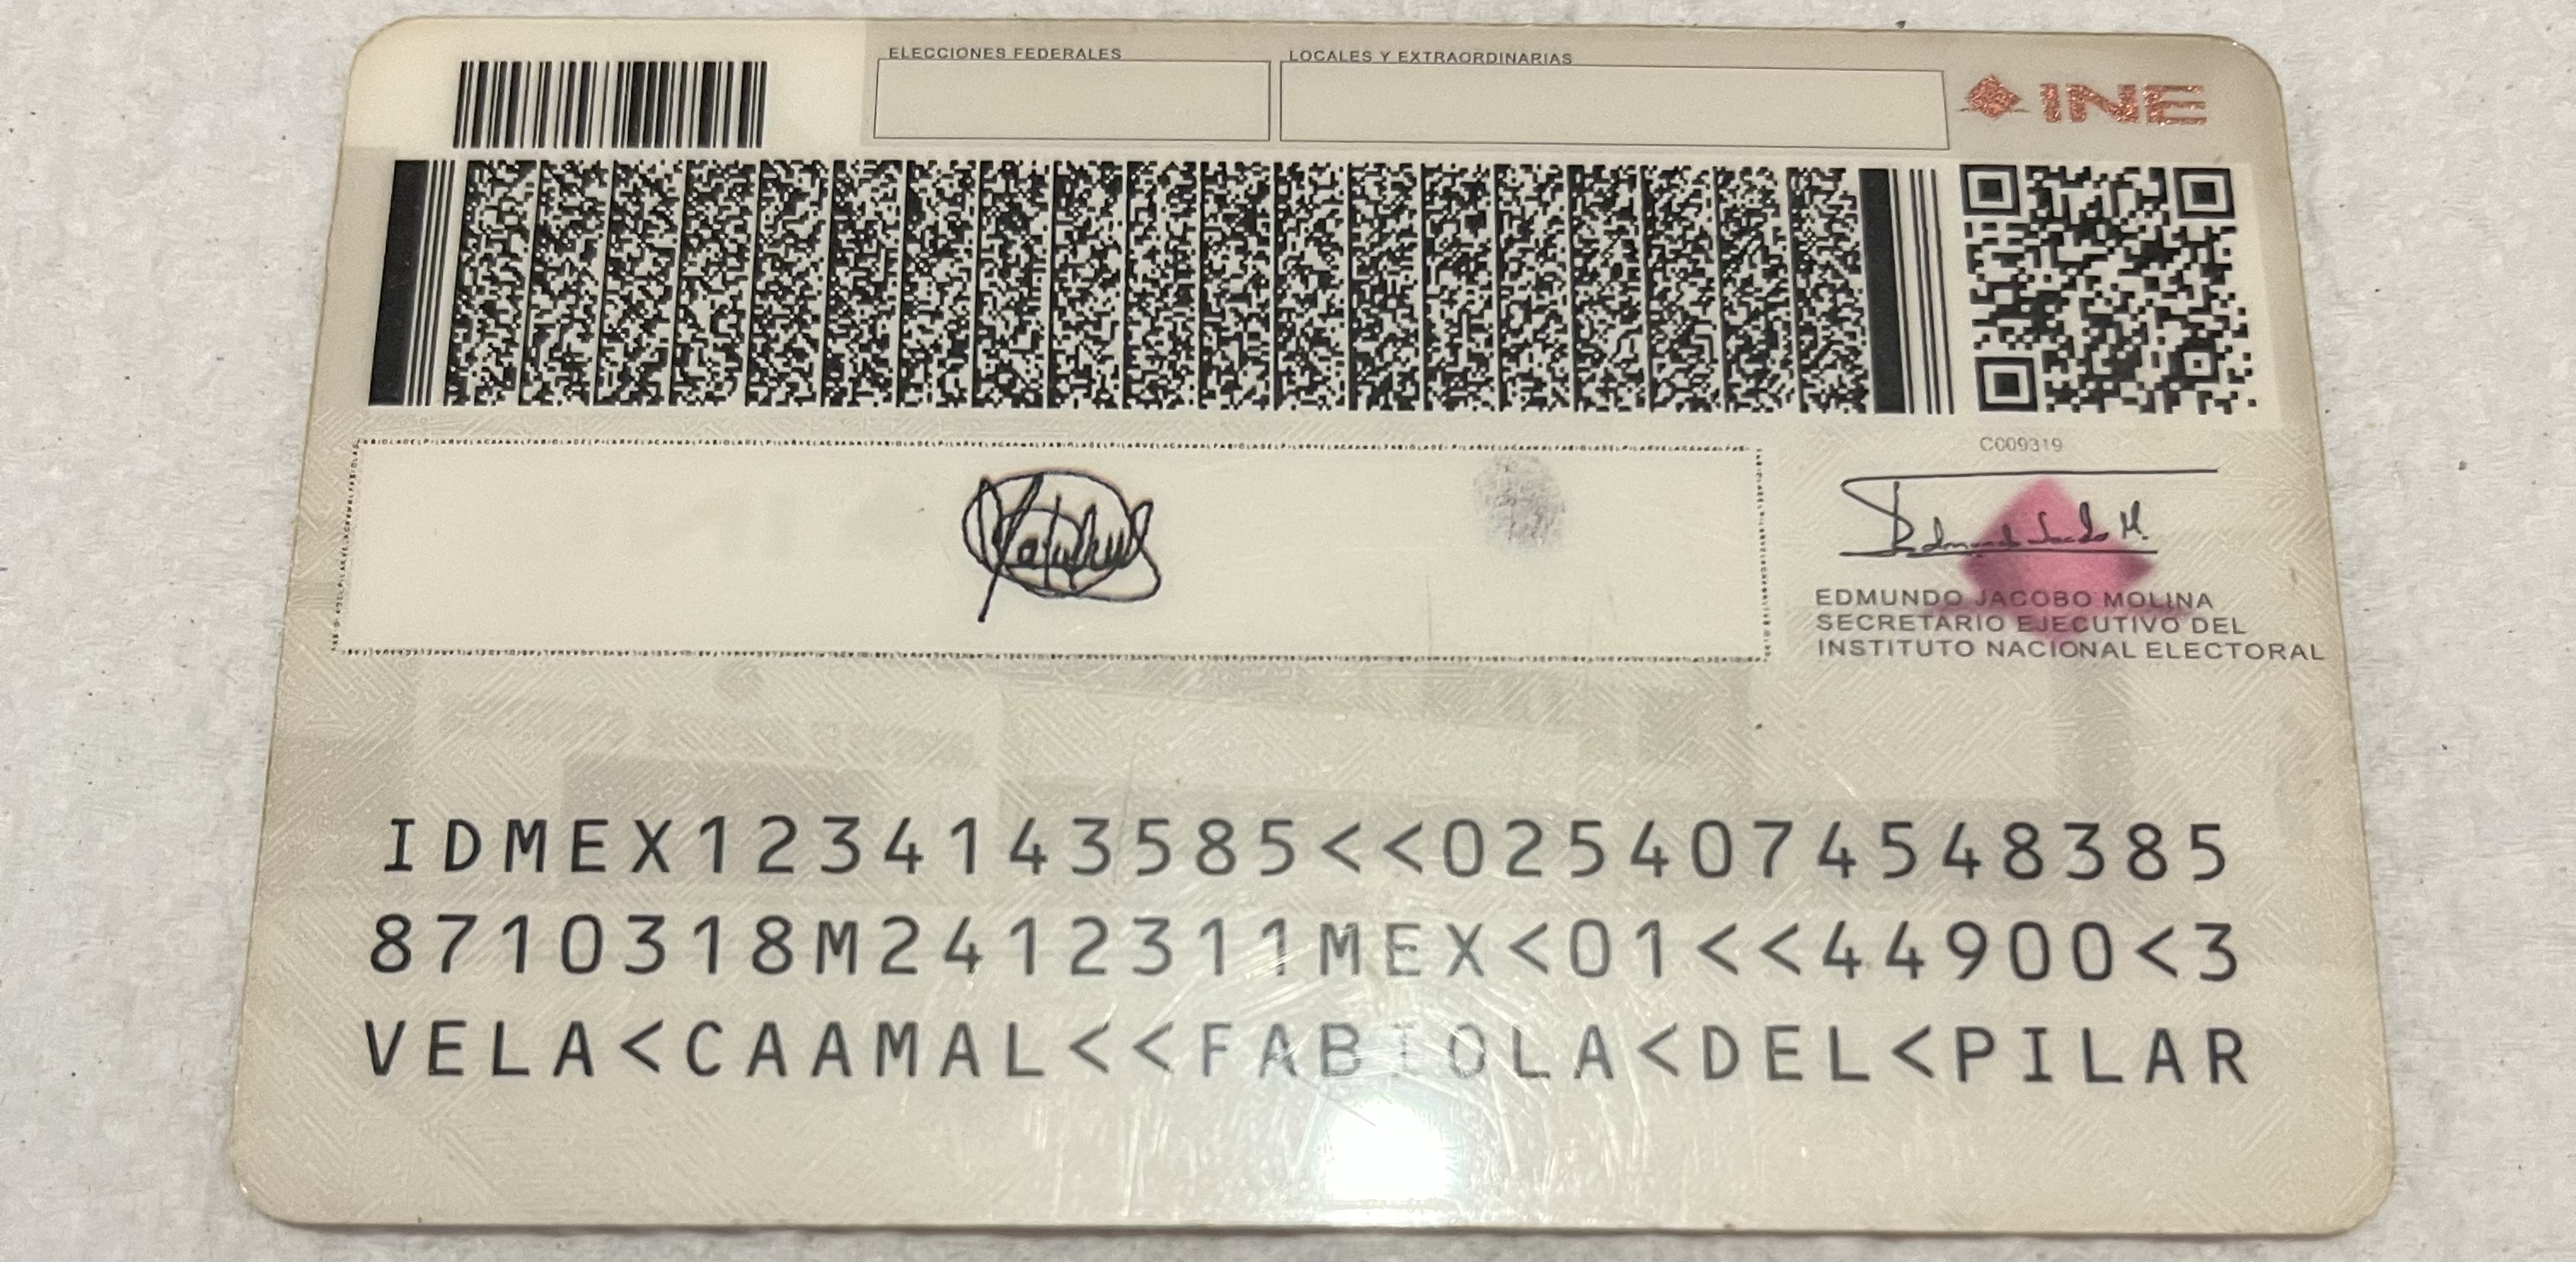 ELECCIONES FEDERALES
LOCALES Y EXTRAORDINARIAS
INE
C009319
EDMUNDO JACOBO MOLINA
SECRETARIO EJECUTIVO DEL
INSTITUTO NACIONAL ELECTORAL
IDMEX1234143585<<0254074548385
8710318M2412311MEX<01<<44900<3
VELA<CAAMAL<<FABIOLA<DEL<PILAR